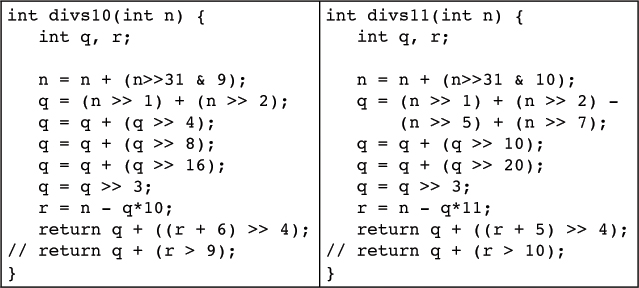 int divs10(int n) {
   int q, r;

   n = n + (n>>31 & 9);
   q = (n >> 1) + (n >> 2);
   q = q + (q >> 4);
   q = q + (q >> 8);
   q = q + (q >> 16);
   q = q >> 3;
   r = n - q*10;
   return q + ((r + 6) >> 4);
// return q + (r > 9);
}
int divs11(int n) {
   int q, r;

   n = n + (n>>31 & 10);
   q = (n >> 1) + (n >> 2) -
       (n >> 5) + (n >> 7);
   q = q + (q >> 10);
   q = q + (q >> 20);
   q = q >> 3;
   r = n - q*11;
   return q + ((r + 5) >> 4);
// return q + (r > 10);
}